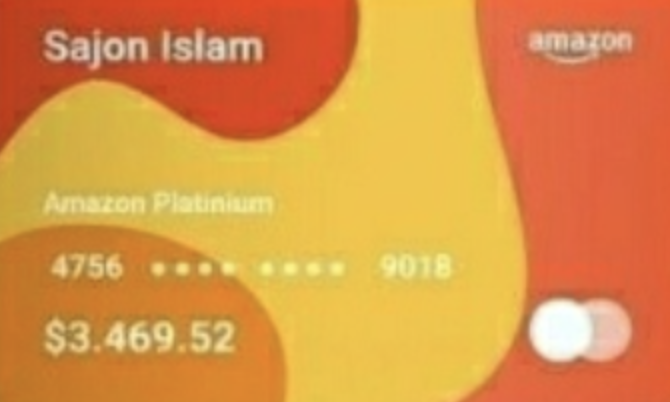 Sajon Islam
amazon
Amazon Platinium
4756 •••• •••• 9018
$3.469.52